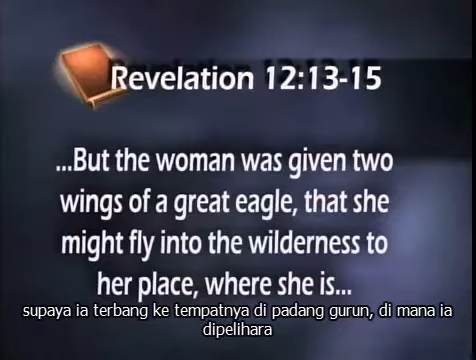 Revelation 12:13-15
...But the woman was given two
wings of a great eagle, that she
might fly into the wilderness to
her place, where she is...
supaya ia terbang ke tempatnya di padang gurun, di mana ia
dipelihara